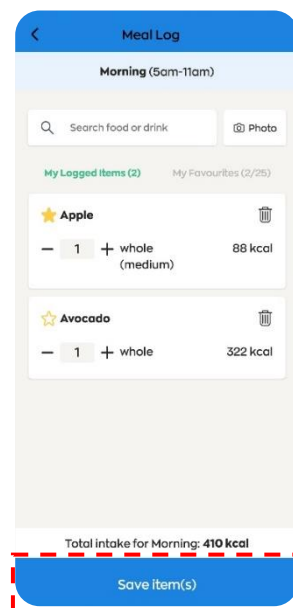 Meal Log
Morning (5am-11am)
Search food or drink
Photo
My Logged Items (2) My Favourites (2/25)
Apple
1 whole (medium) 88 kcal
Avocado
1 whole 322 kcal
Total intake for Morning: 410 kcal
Save item(s)